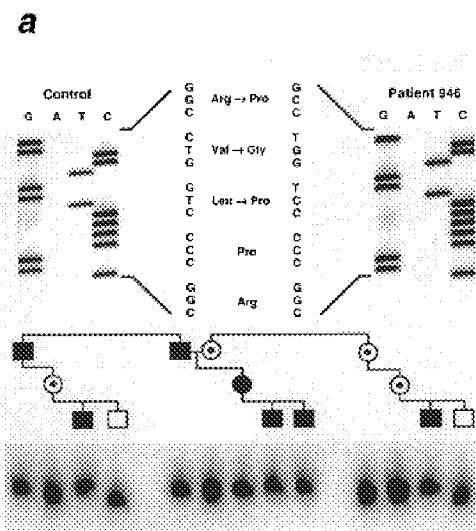 a
Control
Patient 946
G A T C
G A T C
G G
G Arg → Pro C
C C
C T
T Val → Gly G
G G
G T
T Leu → Pro C
C C
C C
C Pro C
C C
G G
G Arg G
C C